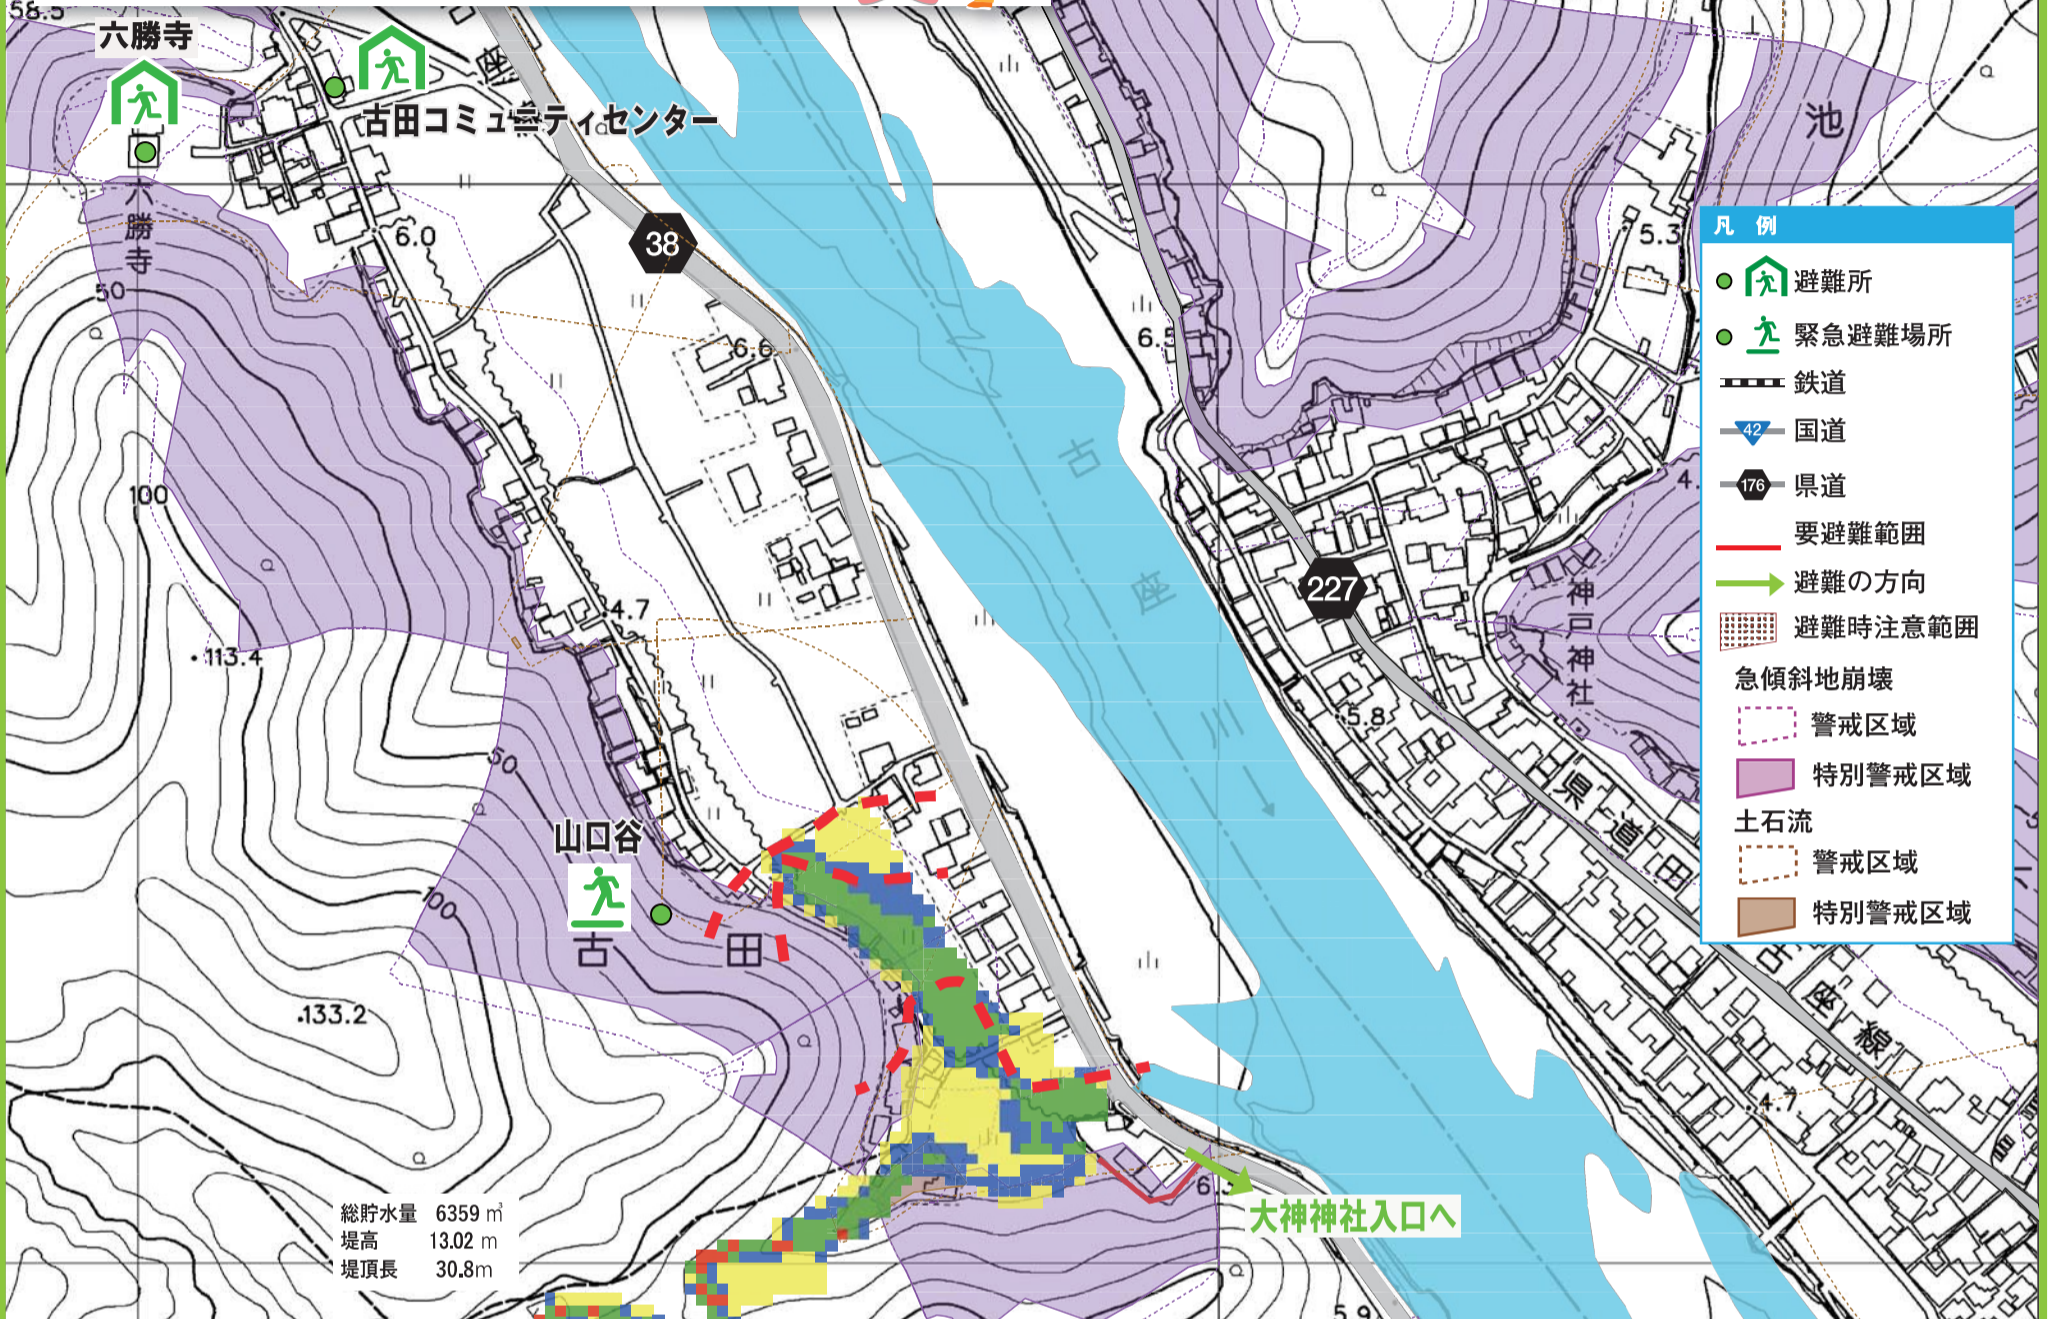 58.5
六勝寺
古田コミュニティセンター
六勝寺
池
6.0
38
5.3
50
6.6
6.5
100
古座川
4.
4.7
227
神戸神社
113.4
5.8
50
県道田
古座線
山口谷
100
古田
133.2
4.7
6.
大神神社入口へ
5.9
総貯水量 6359 ㎥
堤高 13.02 m
堤頂長 30.8m
凡 例
避難所
緊急避難場所
鉄道
42 国道
176 県道
要避難範囲
避難の方向
避難時注意範囲
急傾斜地崩壊
警戒区域
特別警戒区域
土石流
警戒区域
特別警戒区域